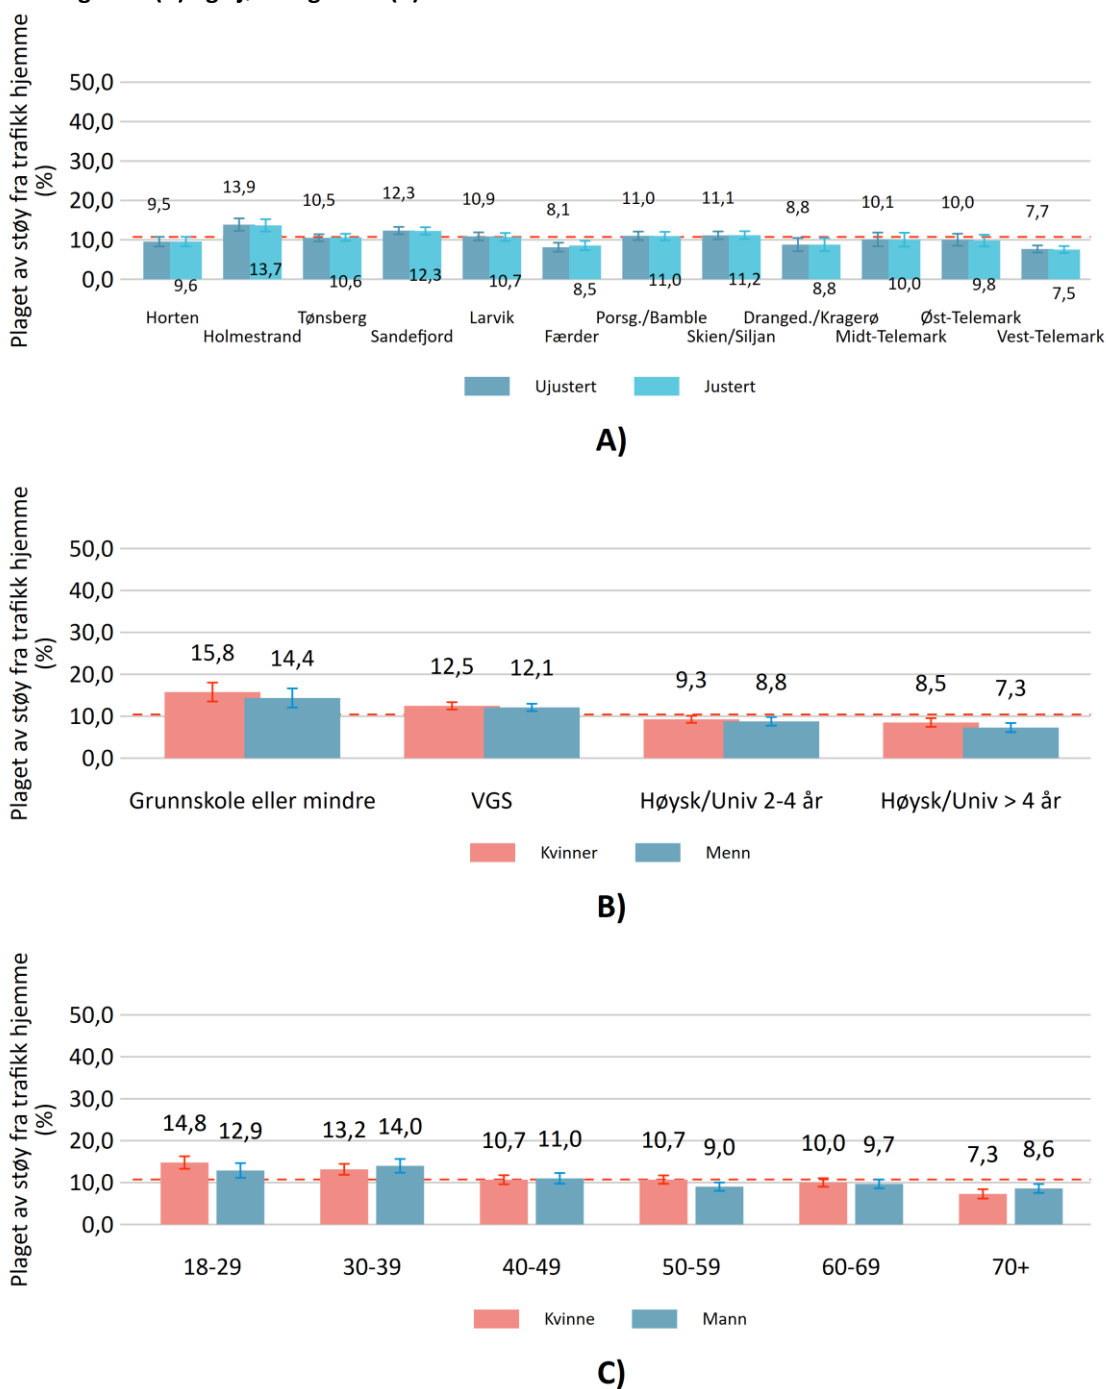 Plaget av støy fra trafikk hjemme
(%)
50,0
40,0
30,0
20,0
10,0
0,0
9,5
13,9
10,5
12,3
10,9
8,1
11,0
11,1
8,8
10,1
10,0
7,7
9,6
13,7
10,6
12,3
10,7
8,5
11,0
11,2
8,8
10,0
9,8
7,5
Horten
Holmestrand
Tønsberg
Sandefjord
Larvik
Færder
Porsg./Bamble
Skien/Siljan
Dranged./Kragerø
Midt-Telemark
Øst-Telemark
Vest-Telemark
Ujustert
Justert
A)
Plaget av støy fra trafikk hjemme
(%)
50,0
40,0
30,0
20,0
10,0
0,0
15,8
14,4
12,5
12,1
9,3
8,8
8,5
7,3
Grunnskole eller mindre
VGS
Høysk/Univ 2-4 år
Høysk/Univ > 4 år
Kvinner
Menn
B)
Plaget av støy fra trafikk hjemme
(%)
50,0
40,0
30,0
20,0
10,0
0,0
14,8
12,9
13,2
14,0
10,7
11,0
10,7
9,0
10,0
9,7
7,3
8,6
18-29
30-39
40-49
50-59
60-69
70+
Kvinne
Mann
C)